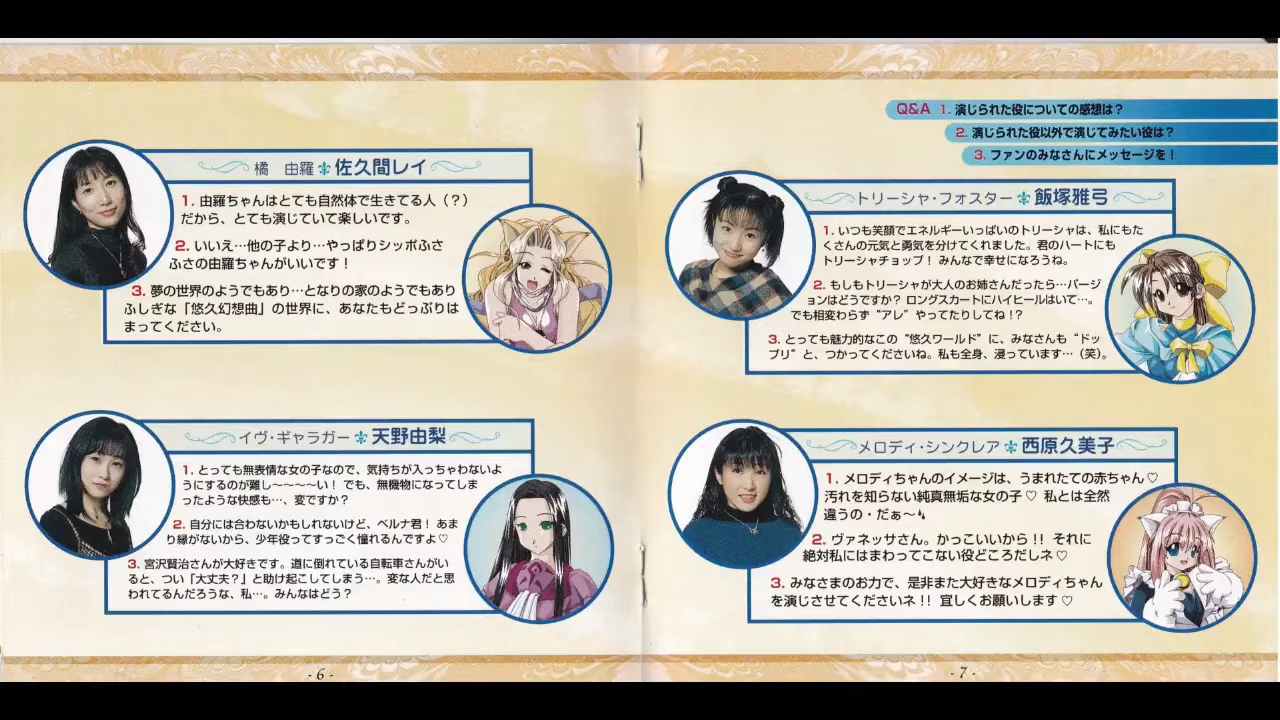 Q&A 1. 演じられた役についての感想は？
2. 演じられた役以外で演じてみたい役は？
3. ファンのみなさんにメッセージを！
橘　由羅 佐久間レイ
1. 由羅ちゃんはとても自然体で生きてる人（？）
だから、とても演じていて楽しいです。
2. いいえ…他の子より…やっぱりシッポふさ
ふさの由羅ちゃんがいいです！
3. 夢の世界のようでもあり…となりの家のようでもあり
ふしぎな「悠久幻想曲」の世界に、あなたもどっぷりは
まってください。
イヴ・ギャラガー 天野由梨
1. とっても無表情な女の子なので、気持ちが入っちゃわないよ
うにするのが難し〜〜〜〜い！ でも、無機物になってしま
ったような快感も…、変ですか？
2. 自分には合わないかもしれないけど、ベルナ君！ あま
り縁がないから、少年役ってすっごく憧れるんですよ♡
3. 宮沢賢治さんが大好きです。道に倒れている自転車さんがい
ると、つい「大丈夫？」と助け起こしてしまう…。変な人だと思
われてるんだろうな、私…。みんなはどう？
- 6 -
トリーシャ・フォスター 飯塚雅弓
1. いつも笑顔でエネルギーいっぱいのトリーシャは、私にもた
くさんの元気と勇気を分けてくれました。君のハートにも
トリーシャチョップ！ みんなで幸せになろうね。
2. もしもトリーシャが大人のお姉さんだったら…バージ
ョンはどうですか？ ロングスカートにハイヒールはいて…。
でも相変わらず“アレ”やってたりしてね！？
3. とっても魅力的なこの“悠久ワールド”に、みなさんも“ドッ
プリ”と、つかってくださいね。私も全身、浸っています…（笑）。
メロディ・シンクレア 西原久美子
1. メロディちゃんのイメージは、うまれたての赤ちゃん♡
汚れを知らない純真無垢な女の子♡ 私とは全然
違うの・だぁ〜
2. ヴァネッサさん。かっこいいから！！ それに
絶対私にはまわってこない役どころだしネ♡
3. みなさまのお力で、是非また大好きなメロディちゃん
を演じさせてくださいネ！！ 宜しくお願いします♡
- 7 -